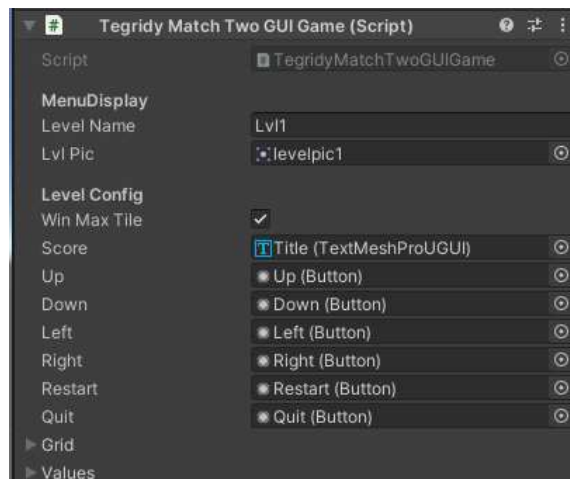 # Tegridy Match Two GUI Game (Script)
Script TegridyMatchTwoGUIGame
MenuDisplay
Level Name Lvl1
Lvl Pic levelpic1
Level Config
Win Max Tile
Score Title (TextMeshProUGUI)
Up Up (Button)
Down Down (Button)
Left Left (Button)
Right Right (Button)
Restart Restart (Button)
Quit Quit (Button)
Grid
Values